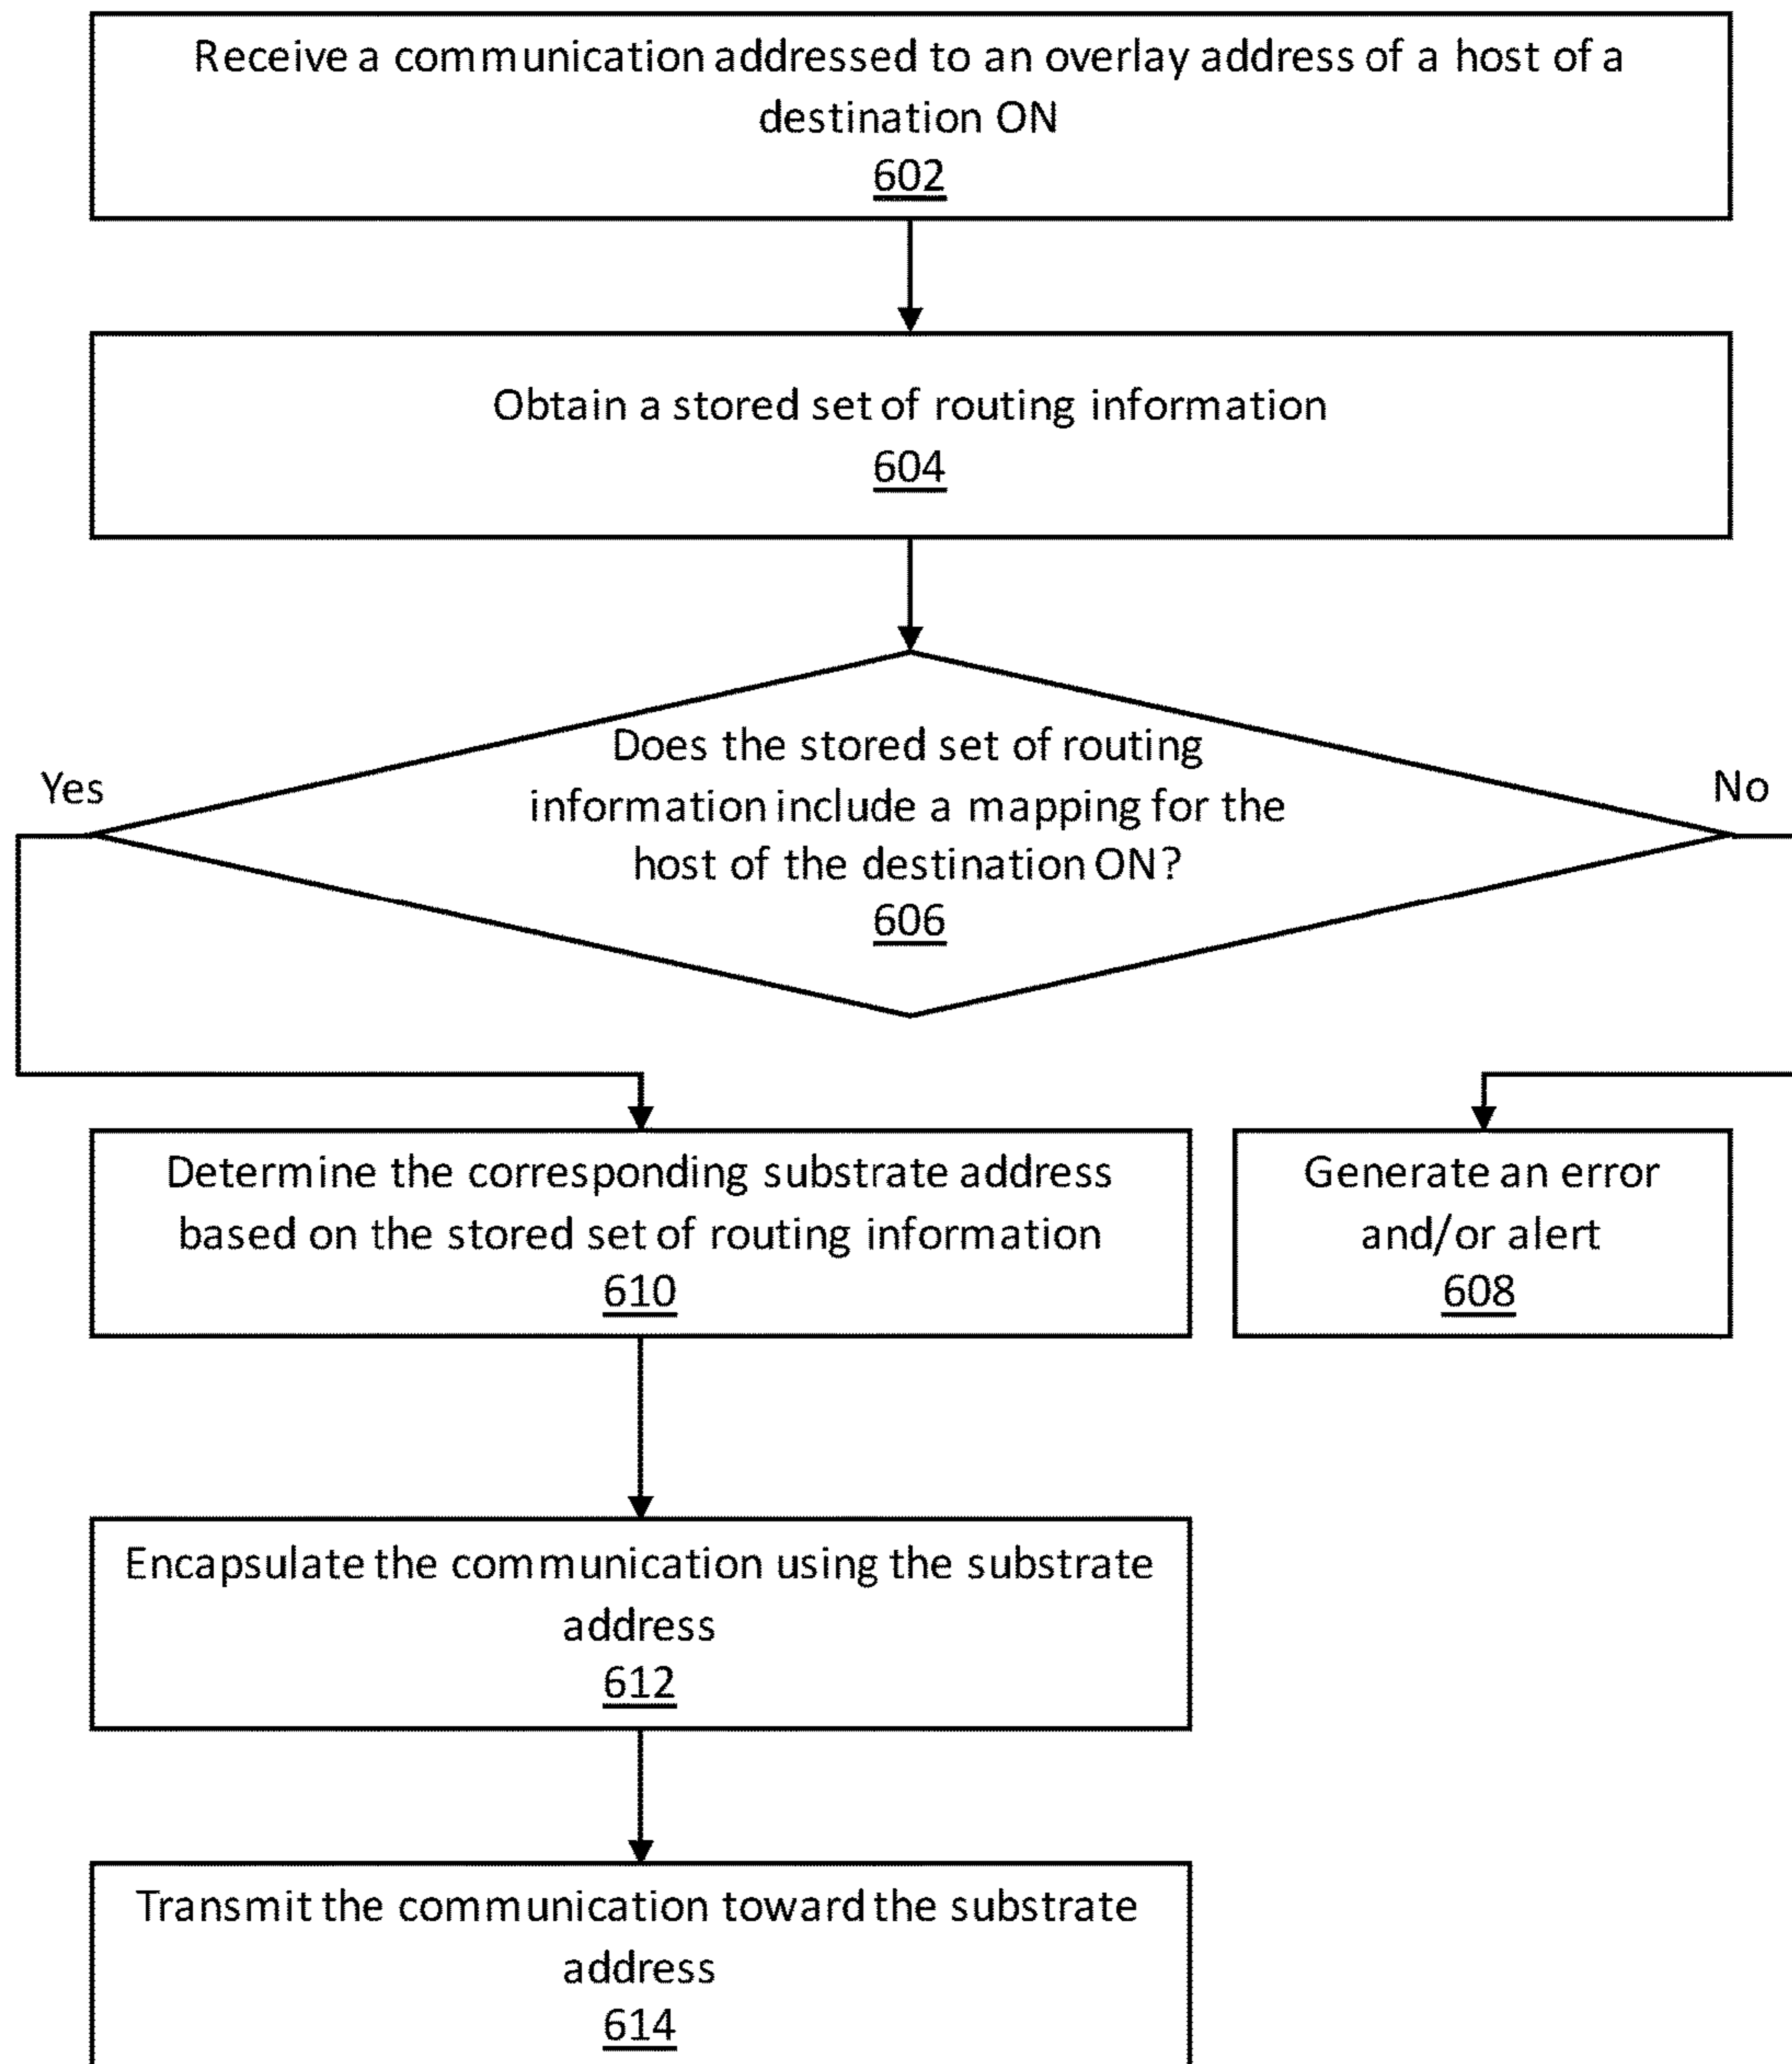 Receive a communication addressed to an overlay address of a host of a
destination ON
602
Obtain a stored set of routing information
604
Does the stored set of routing
information include a mapping for the
host of the destination ON?
606
Yes
No
Determine the corresponding substrate address
based on the stored set of routing information
610
Generate an error
and/or alert
608
Encapsulate the communication using the substrate
address
612
Transmit the communication toward the substrate
address
614